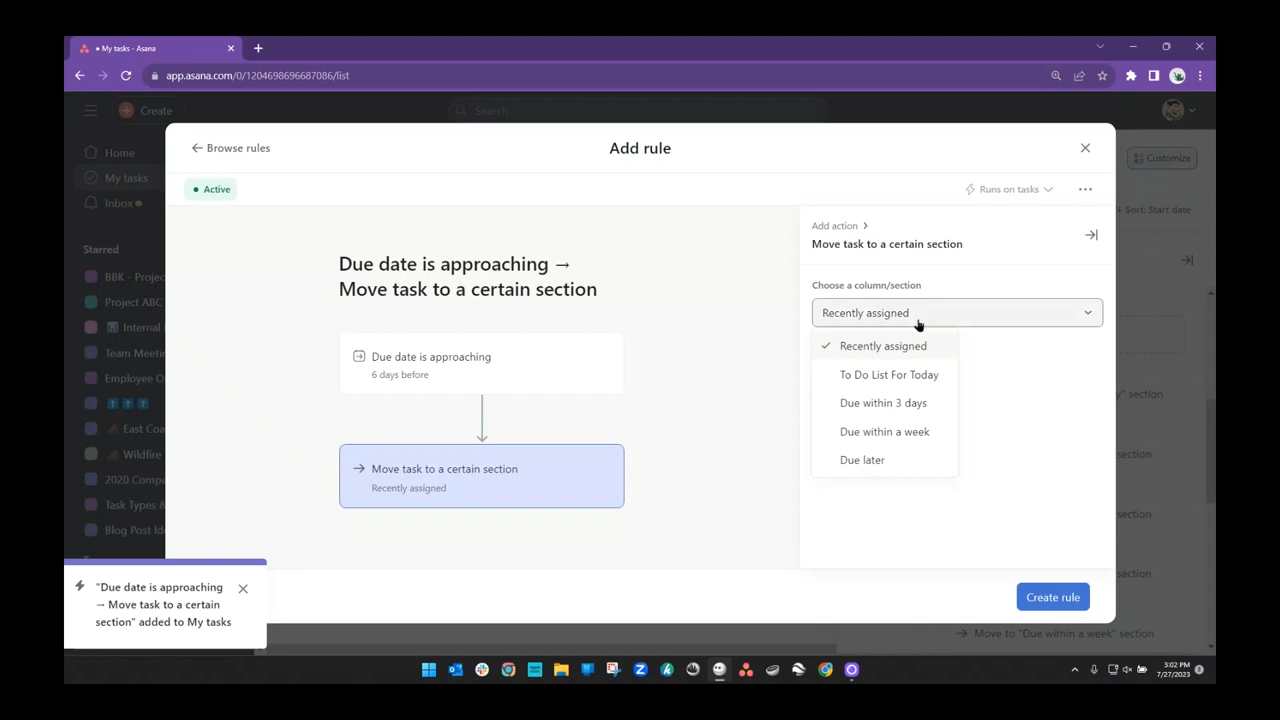 • My tasks - Asana
app.asana.com/0/1204698696687086/list
Create
Search
Home
My tasks
Inbox
Starred
BBK - Projec
Project ABC
Internal
Team Meetin
Employee O
East Coa
Wildfire
2020 Compa
Task Types &
Blog Post Ide
Customize
Sort: Start date
y" section
section
section
section
Move to "Due within a week" section
Browse rules
Add rule
Active
Runs on tasks
Due date is approaching →
Move task to a certain section
Due date is approaching
6 days before
Move task to a certain section
Recently assigned
Add action
Move task to a certain section
Choose a column/section
Recently assigned
Recently assigned
To Do List For Today
Due within 3 days
Due within a week
Due later
Create rule
"Due date is approaching
→ Move task to a certain
section" added to My tasks
3:02 PM
7/27/2023